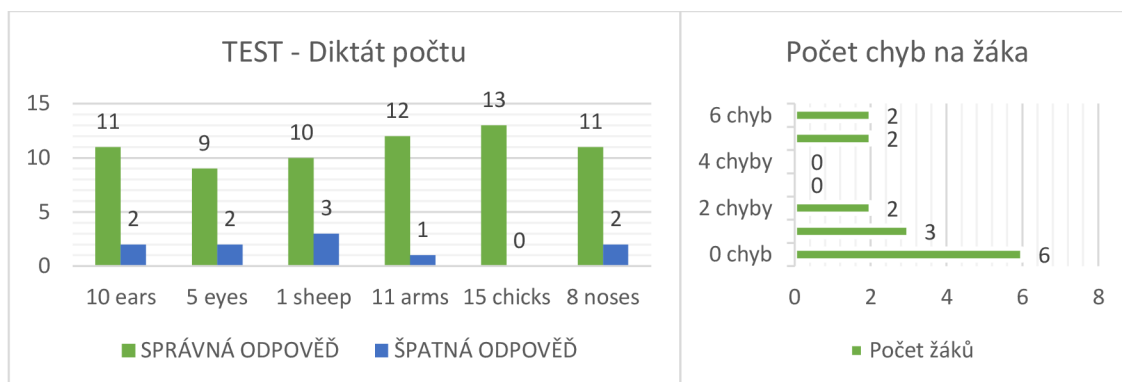 TEST - Diktát počtu
15
10
5
0
11
2
9
2
10
3
12
1
13
0
11
2
10 ears
5 eyes
1 sheep
11 arms
15 chicks
8 noses
SPRÁVNÁ ODPOVĚĎ
ŠPATNÁ ODPOVĚĎ
Počet chyb na žáka
6 chyb
2
2
4 chyby
0
0
2 chyby
2
3
0 chyb
6
0
2
4
6
8
Počet žáků